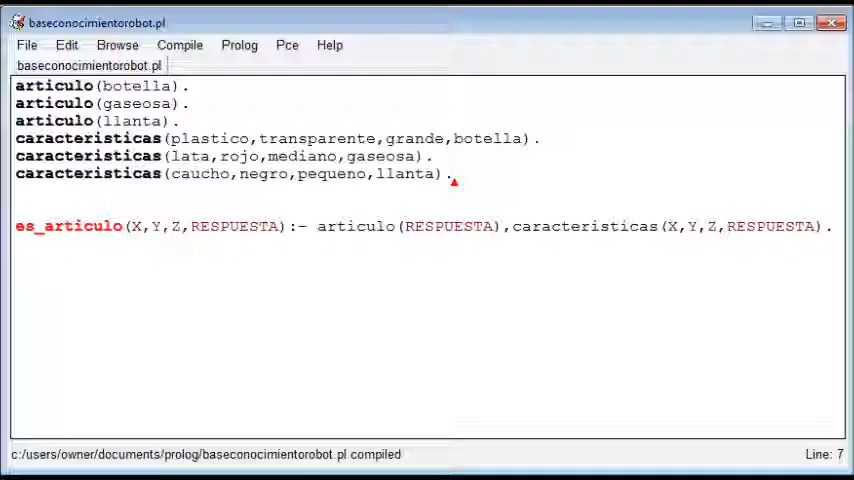 baseconocimientorobot.pl
File Edit Browse Compile Prolog Pce Help
baseconocimientorobot.pl
articulo(botella).
articulo(gaseosa).
articulo(llanta).
caracteristicas(plastico,transparente,grande,botella).
caracteristicas(lata,rojo,mediano,gaseosa).
caracteristicas(caucho,negro,pequeno,llanta).
es_articulo(X,Y,Z,RESPUESTA):- articulo(RESPUESTA),caracteristicas(X,Y,Z,RESPUESTA).
c:/users/owner/documents/prolog/baseconocimientorobot.pl compiled Line: 7